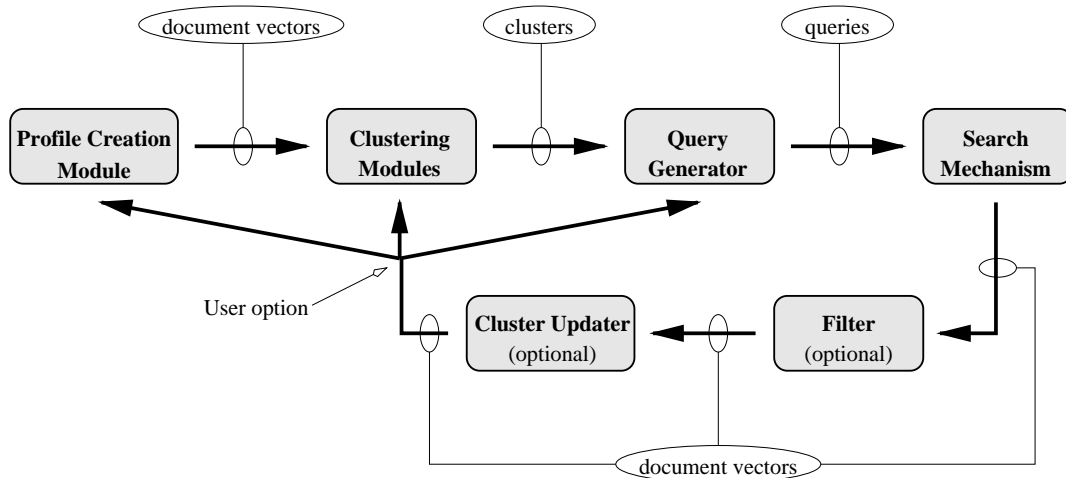 document vectors
clusters
queries
Profile Creation
Module
Clustering
Modules
Query
Generator
Search
Mechanism
User option
Cluster Updater
(optional)
Filter
(optional)
document vectors